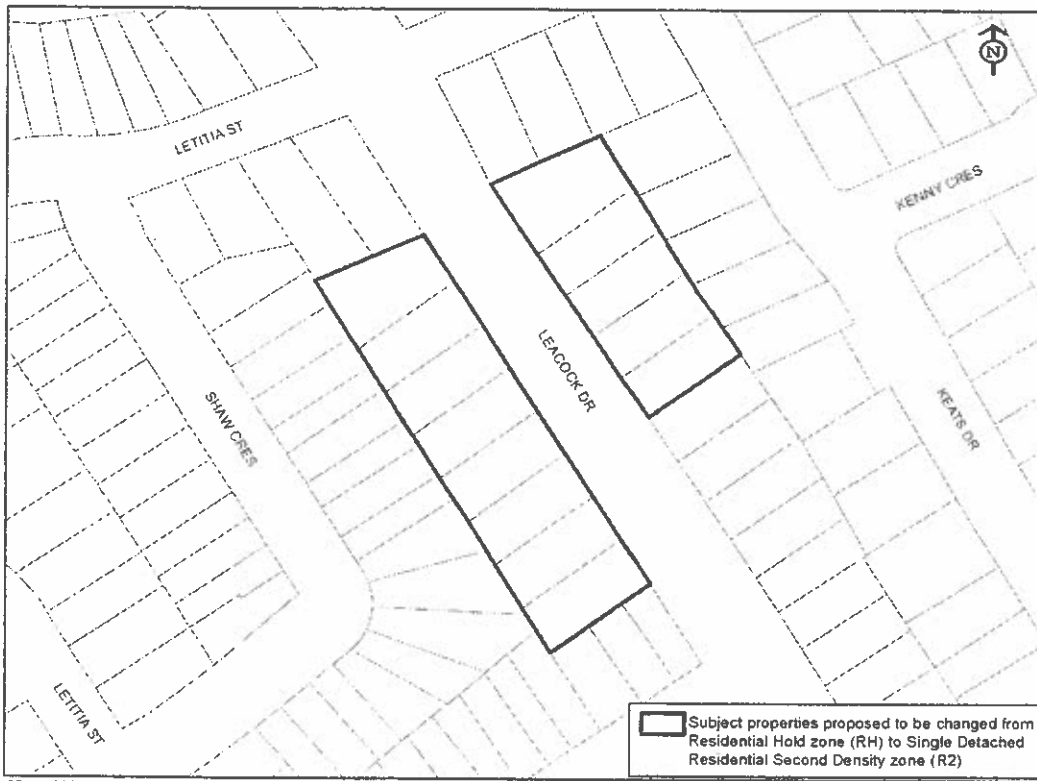 N
LETITIA ST
KENNY CRES
LEACOCK DR
SHAW CRES
KEATS DR
LETITIA ST
Subject properties proposed to be changed from
Residential Hold zone (RH) to Single Detached
Residential Second Density zone (R2)